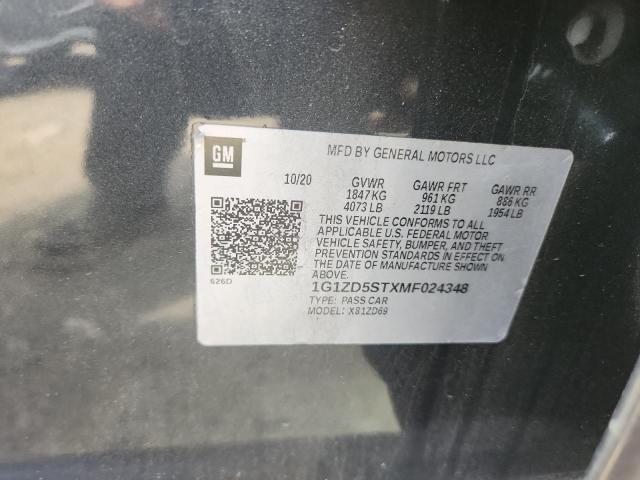 GM
MFD BY GENERAL MOTORS LLC
10/20 GVWR GAWR FRT GAWR RR
1847 KG 961 KG 886 KG
4073 LB 2119 LB 1954 LB
THIS VEHICLE CONFORMS TO ALL
APPLICABLE U.S. FEDERAL MOTOR
VEHICLE SAFETY, BUMPER, AND THEFT
PREVENTION STANDARDS IN EFFECT ON
THE DATE OF MANUFACTURE SHOWN
ABOVE.
626D
1G1ZD5STXMF024348
TYPE: PASS CAR
MODEL: X81ZD69